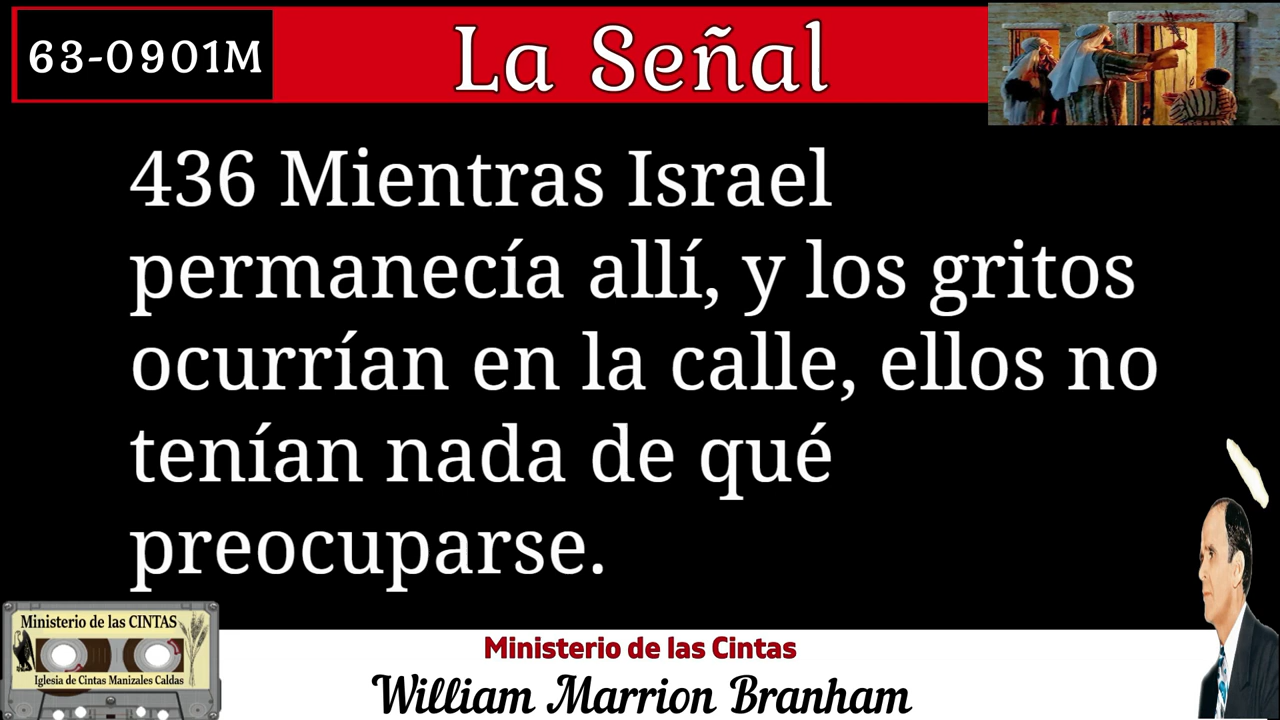 63-0901M
La Señal
436 Mientras Israel
permanecía allí, y los gritos
ocurrían en la calle, ellos no
tenían nada de qué
preocuparse.
Ministerio de las CINTAS
Iglesia de Cintas Manizales Caldas
Ministerio de las Cintas
William Marrion Branham